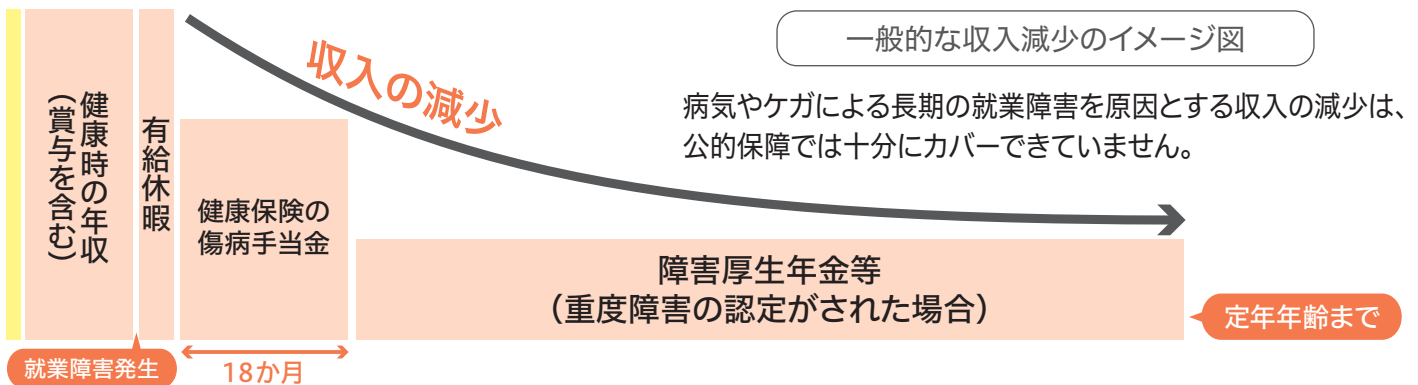 一般的な収入減少のイメージ図
病気やケガによる長期の就業障害を原因とする収入の減少は、
公的保障では十分にカバーできていません。
収入の減少
健康時の年収
(賞与を含む)
有給休暇
健康保険の
傷病手当金
障害厚生年金等
（重度障害の認定がされた場合）
定年年齢まで
就業障害発生
18か月